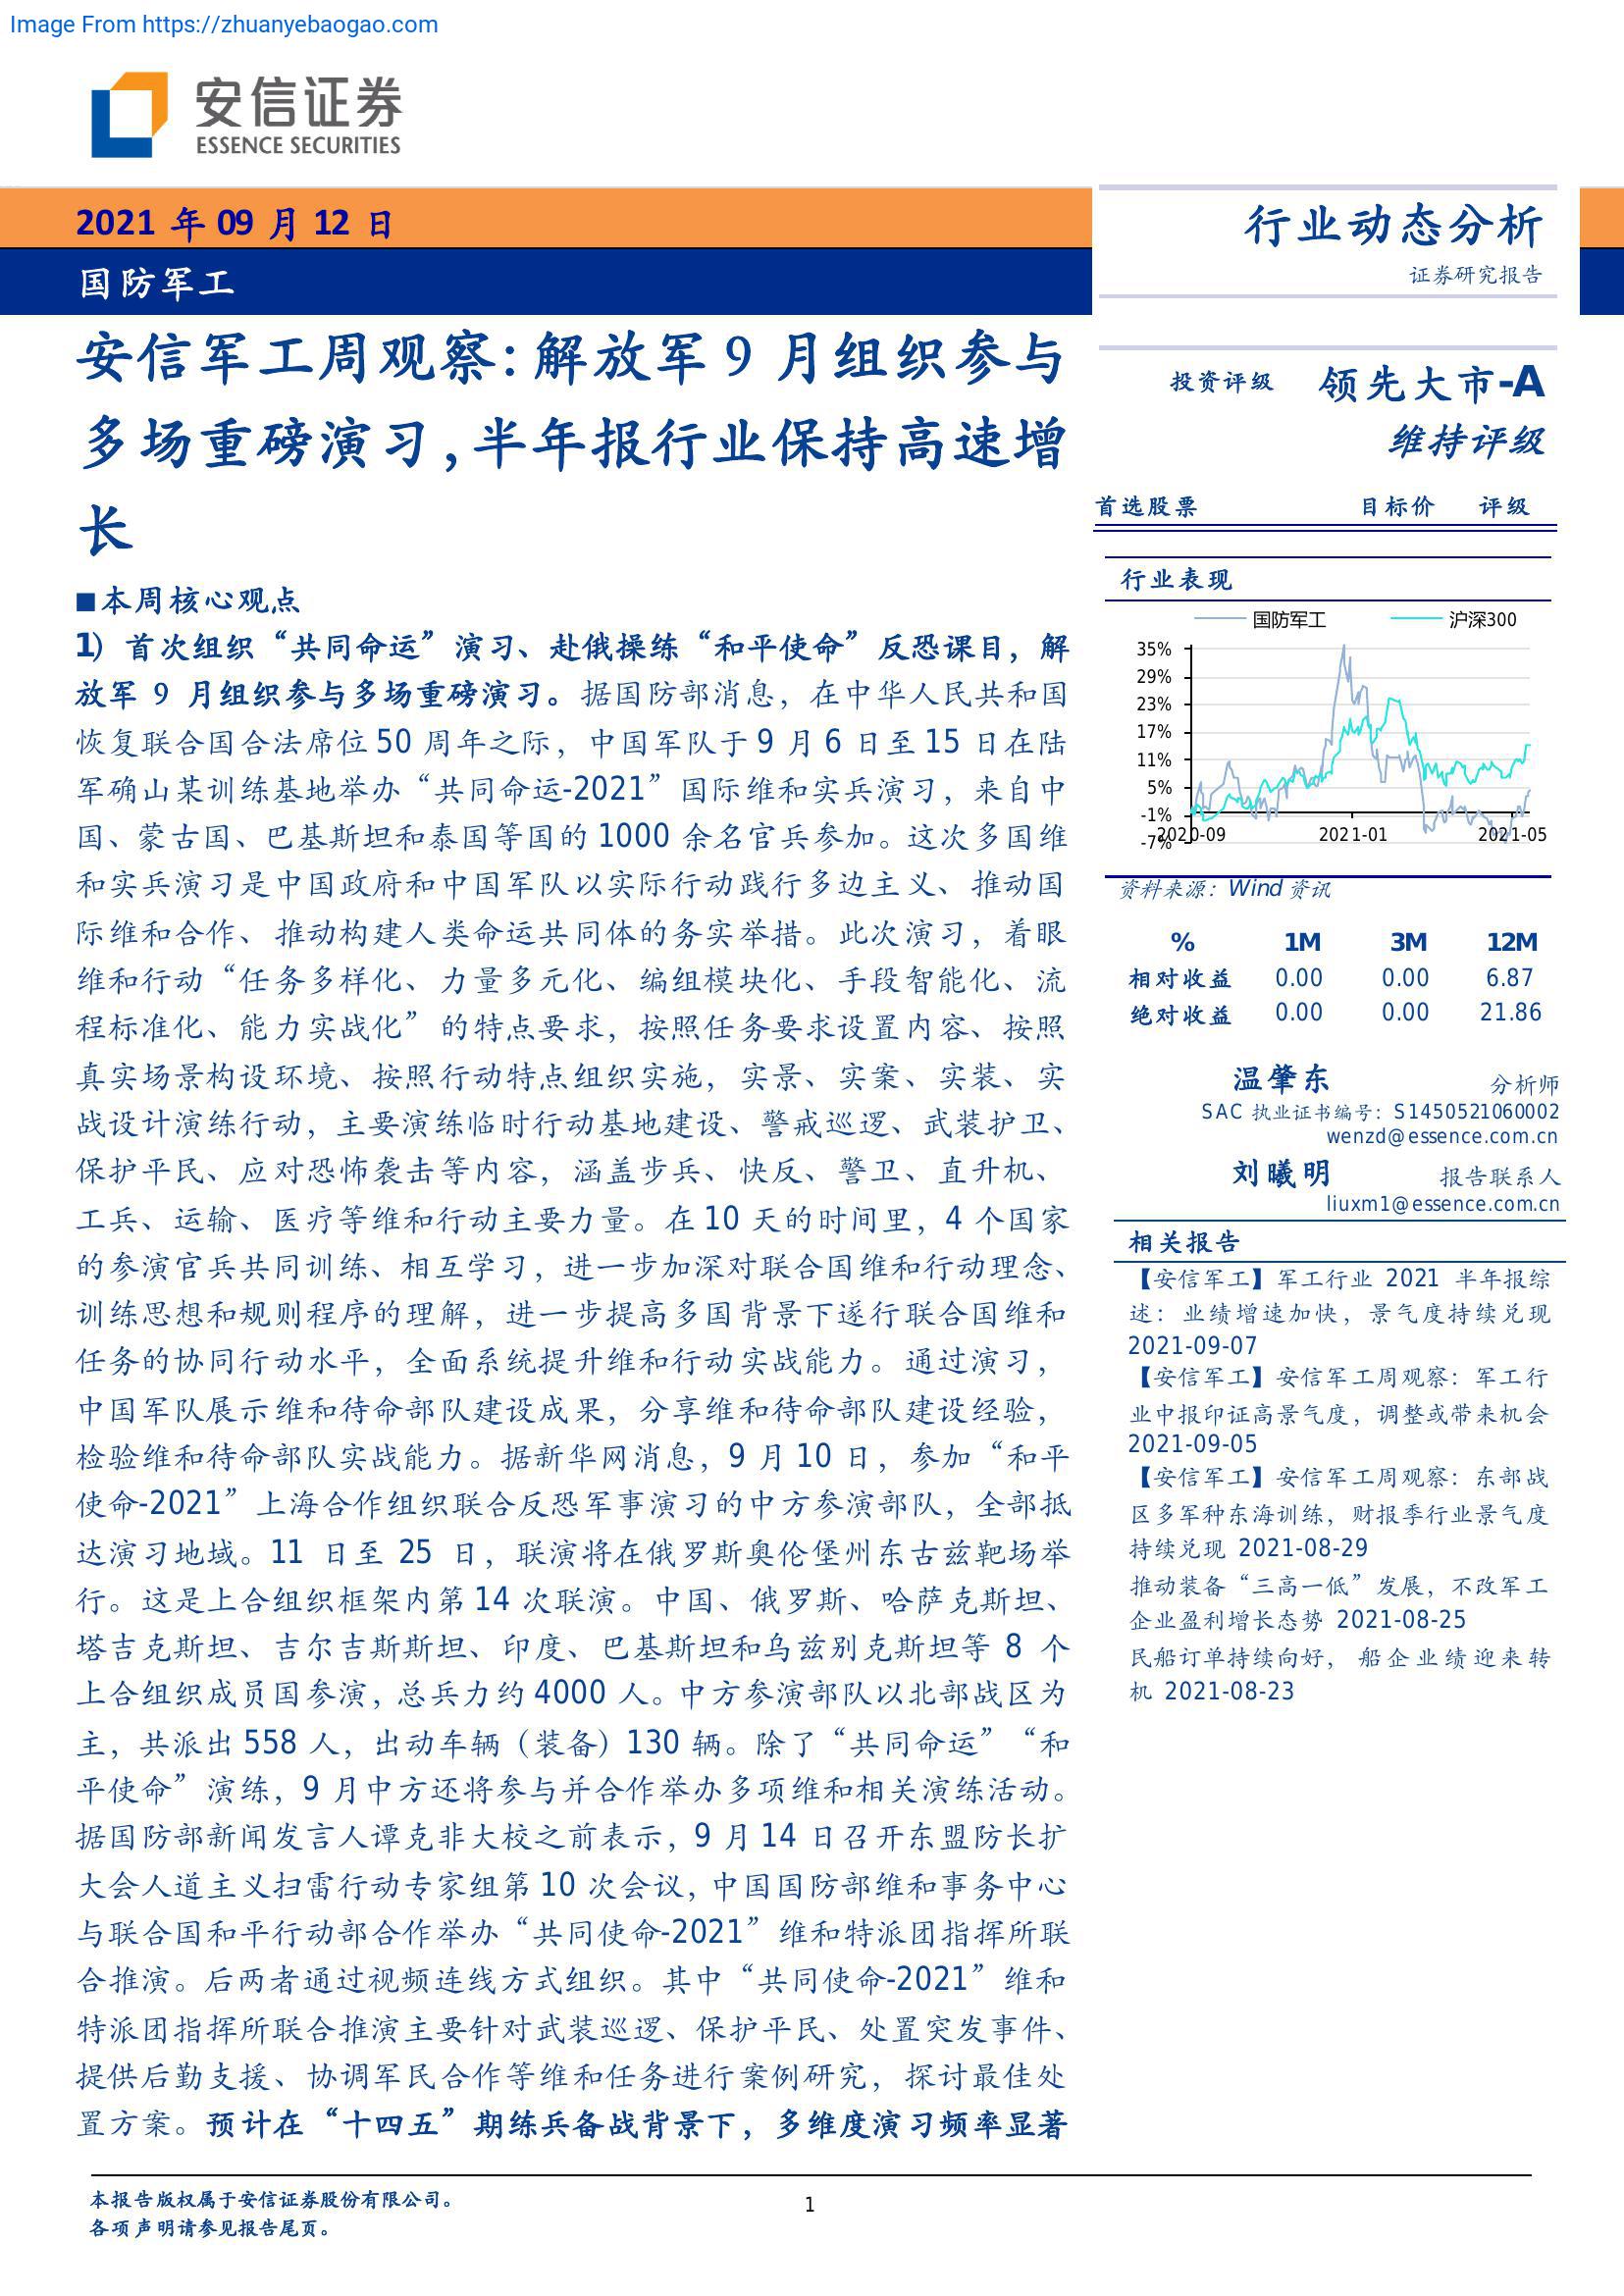 Image From https://zhuanyebaogao.com
安信证券
ESSENCE SECURITIES
2021 年 09 月 12 日
国防军工
行业动态分析
证券研究报告
安信军工周观察：解放军 9 月组织参与
多场重磅演习，半年报行业保持高速增
长
■本周核心观点
1）首次组织“共同命运”演习、赴俄操练“和平使命”反恐课目，解
放军 9 月组织参与多场重磅演习。据国防部消息，在中华人民共和国
恢复联合国合法席位 50 周年之际，中国军队于 9 月 6 日至 15 日在陆
军确山某训练基地举办“共同命运-2021”国际维和实兵演习，来自中
国、蒙古国、巴基斯坦和泰国等国的 1000 余名官兵参加。这次多国维
和实兵演习是中国政府和中国军队以实际行动践行多边主义、推动国
际维和合作、推动构建人类命运共同体的务实举措。此次演习，着眼
维和行动“任务多样化、力量多元化、编组模块化、手段智能化、流
程标准化、能力实战化”的特点要求，按照任务要求设置内容、按照
真实场景构设环境、按照行动特点组织实施，实景、实案、实装、实
战设计演练行动，主要演练临时行动基地建设、警戒巡逻、武装护卫、
保护平民、应对恐怖袭击等内容，涵盖步兵、快反、警卫、直升机、
工兵、运输、医疗等维和行动主要力量。在 10 天的时间里，4 个国家
的参演官兵共同训练、相互学习，进一步加深对联合国维和行动理念、
训练思想和规则程序的理解，进一步提高多国背景下遂行联合国维和
任务的协同行动水平，全面系统提升维和行动实战能力。通过演习，
中国军队展示维和待命部队建设成果，分享维和待命部队建设经验，
检验维和待命部队实战能力。据新华网消息，9 月 10 日，参加“和平
使命-2021”上海合作组织联合反恐军事演习的中方参演部队，全部抵
达演习地域。11 日至 25 日，联演将在俄罗斯奥伦堡州东古兹靶场举
行。这是上合组织框架内第 14 次联演。中国、俄罗斯、哈萨克斯坦、
塔吉克斯坦、吉尔吉斯斯坦、印度、巴基斯坦和乌兹别克斯坦等 8 个
上合组织成员国参演，总兵力约 4000 人。中方参演部队以北部战区为
主，共派出 558 人，出动车辆（装备）130 辆。除了“共同命运”“和
平使命”演练，9 月中方还将参与并合作举办多项维和相关演练活动。
据国防部新闻发言人谭克非大校之前表示，9 月 14 日召开东盟防长扩
大会人道主义扫雷行动专家组第 10 次会议，中国国防部维和事务中心
与联合国和平行动部合作举办“共同使命-2021”维和特派团指挥所联
合推演。后两者通过视频连线方式组织。其中“共同使命-2021”维和
特派团指挥所联合推演主要针对武装巡逻、保护平民、处置突发事件、
提供后勤支援、协调军民合作等维和任务进行案例研究，探讨最佳处
置方案。预计在“十四五”期练兵备战背景下，多维度演习频率显著
投资评级 领先大市-A
维持评级
首选股票 目标价 评级
行业表现
国防军工 沪深300
35%
29%
23%
17%
11%
5%
-1%
-7%
2020-09 2021-01 2021-05
资料来源：Wind 资讯
% 1M 3M 12M
相对收益 0.00 0.00 6.87
绝对收益 0.00 0.00 21.86
温肇东 分析师
SAC 执业证书编号：S1450521060002
wenzd@essence.com.cn
刘曦明 报告联系人
liuxm1@essence.com.cn
相关报告
【安信军工】军工行业 2021 半年报综
述：业绩增速加快，景气度持续兑现
2021-09-07
【安信军工】安信军工周观察：军工行
业中报印证高景气度，调整或带来机会
2021-09-05
【安信军工】安信军工周观察：东部战
区多军种东海训练，财报季行业景气度
持续兑现 2021-08-29
推动装备“三高一低”发展，不改军工
企业盈利增长态势 2021-08-25
民船订单持续向好，船企业绩迎来转
机 2021-08-23
本报告版权属于安信证券股份有限公司。
各项声明请参见报告尾页。
1